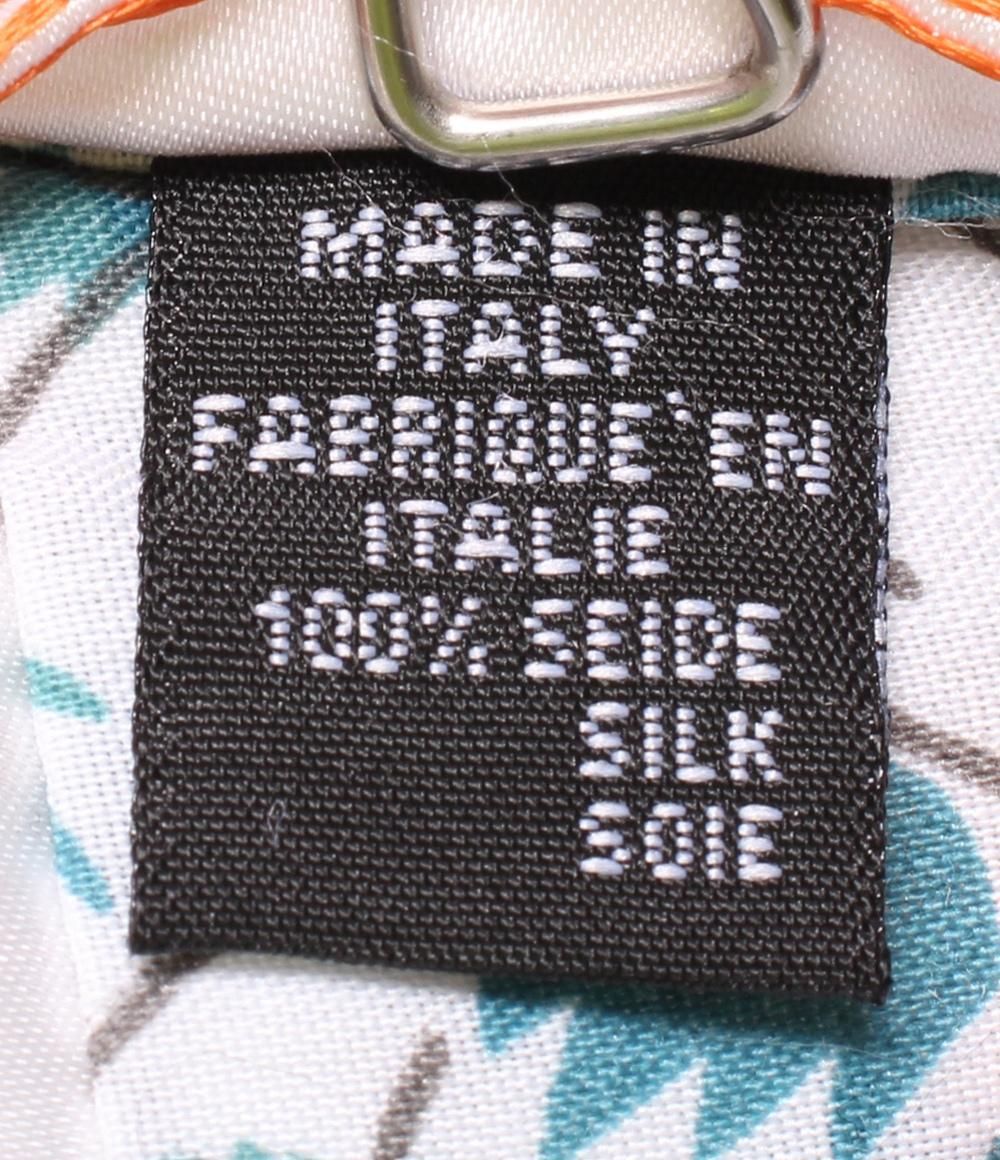 MADE IN
ITALY
FABRIQUE`EN
ITALIE
100% SEIDE
SILK
SOIE